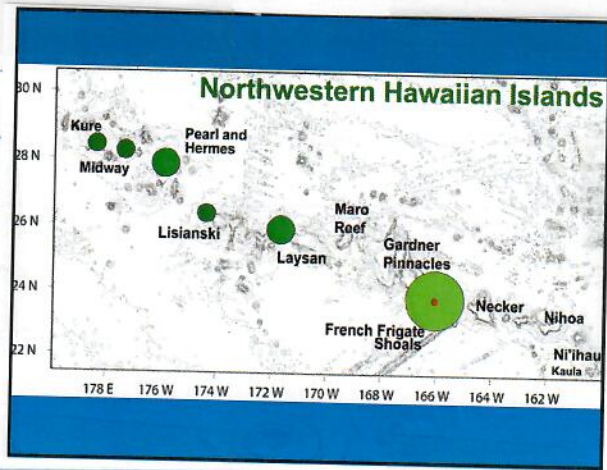 Northwestern Hawaiian Islands
30 N
Kure
Pearl and
Hermes
28 N
Midway
26 N
Lisianski
Laysan
Maro
Reef
Gardner
Pinnacles
24 N
Necker
Nihoa
French Frigate
Shoals
22 N
Ni'ihau
Kaula
178 E
176 W
174 W
172 W
170 W
168 W
166 W
164 W
162 W